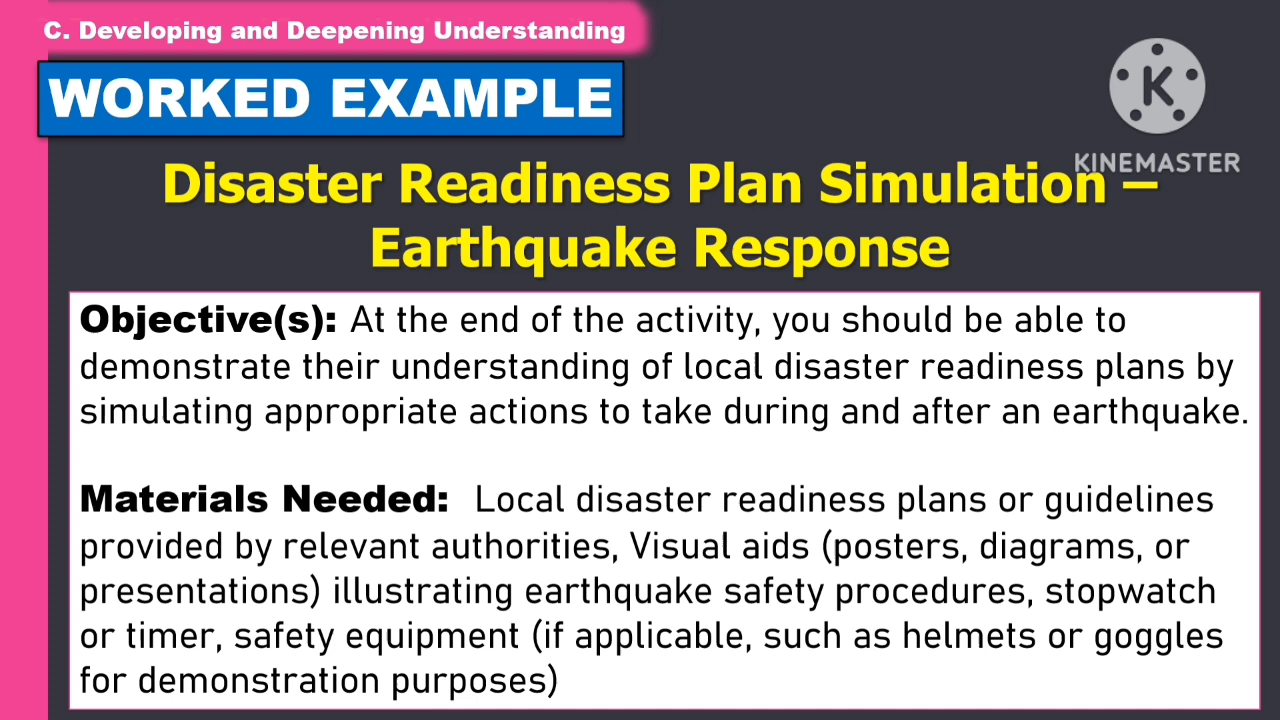 C. Developing and Deepening Understanding
WORKED EXAMPLE
K
KINEMASTER
Disaster Readiness Plan Simulation –
Earthquake Response
Objective(s): At the end of the activity, you should be able to
demonstrate their understanding of local disaster readiness plans by
simulating appropriate actions to take during and after an earthquake.
Materials Needed: Local disaster readiness plans or guidelines
provided by relevant authorities, Visual aids (posters, diagrams, or
presentations) illustrating earthquake safety procedures, stopwatch
or timer, safety equipment (if applicable, such as helmets or goggles
for demonstration purposes)